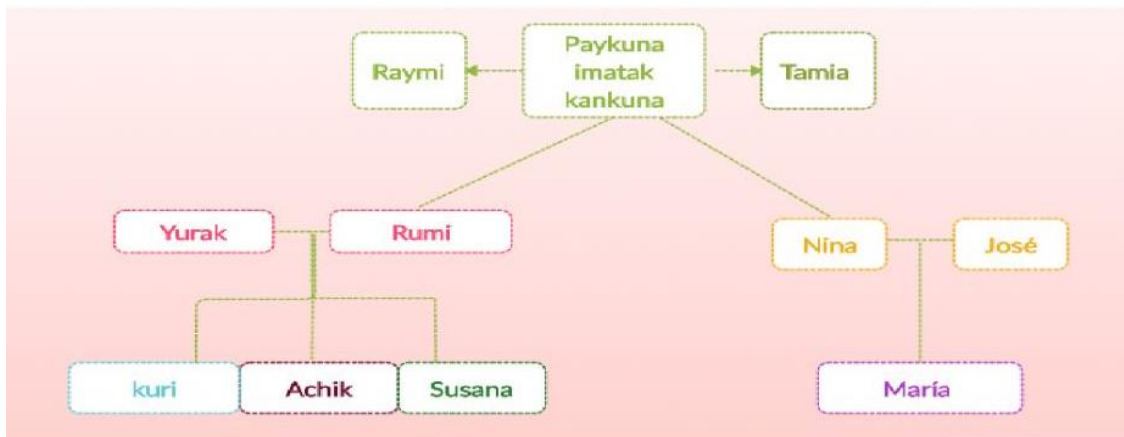 Raymi
Paykuna
imatak
kankuna
Tamia
Yurak
Rumi
Nina
José
kuri
Achik
Susana
María